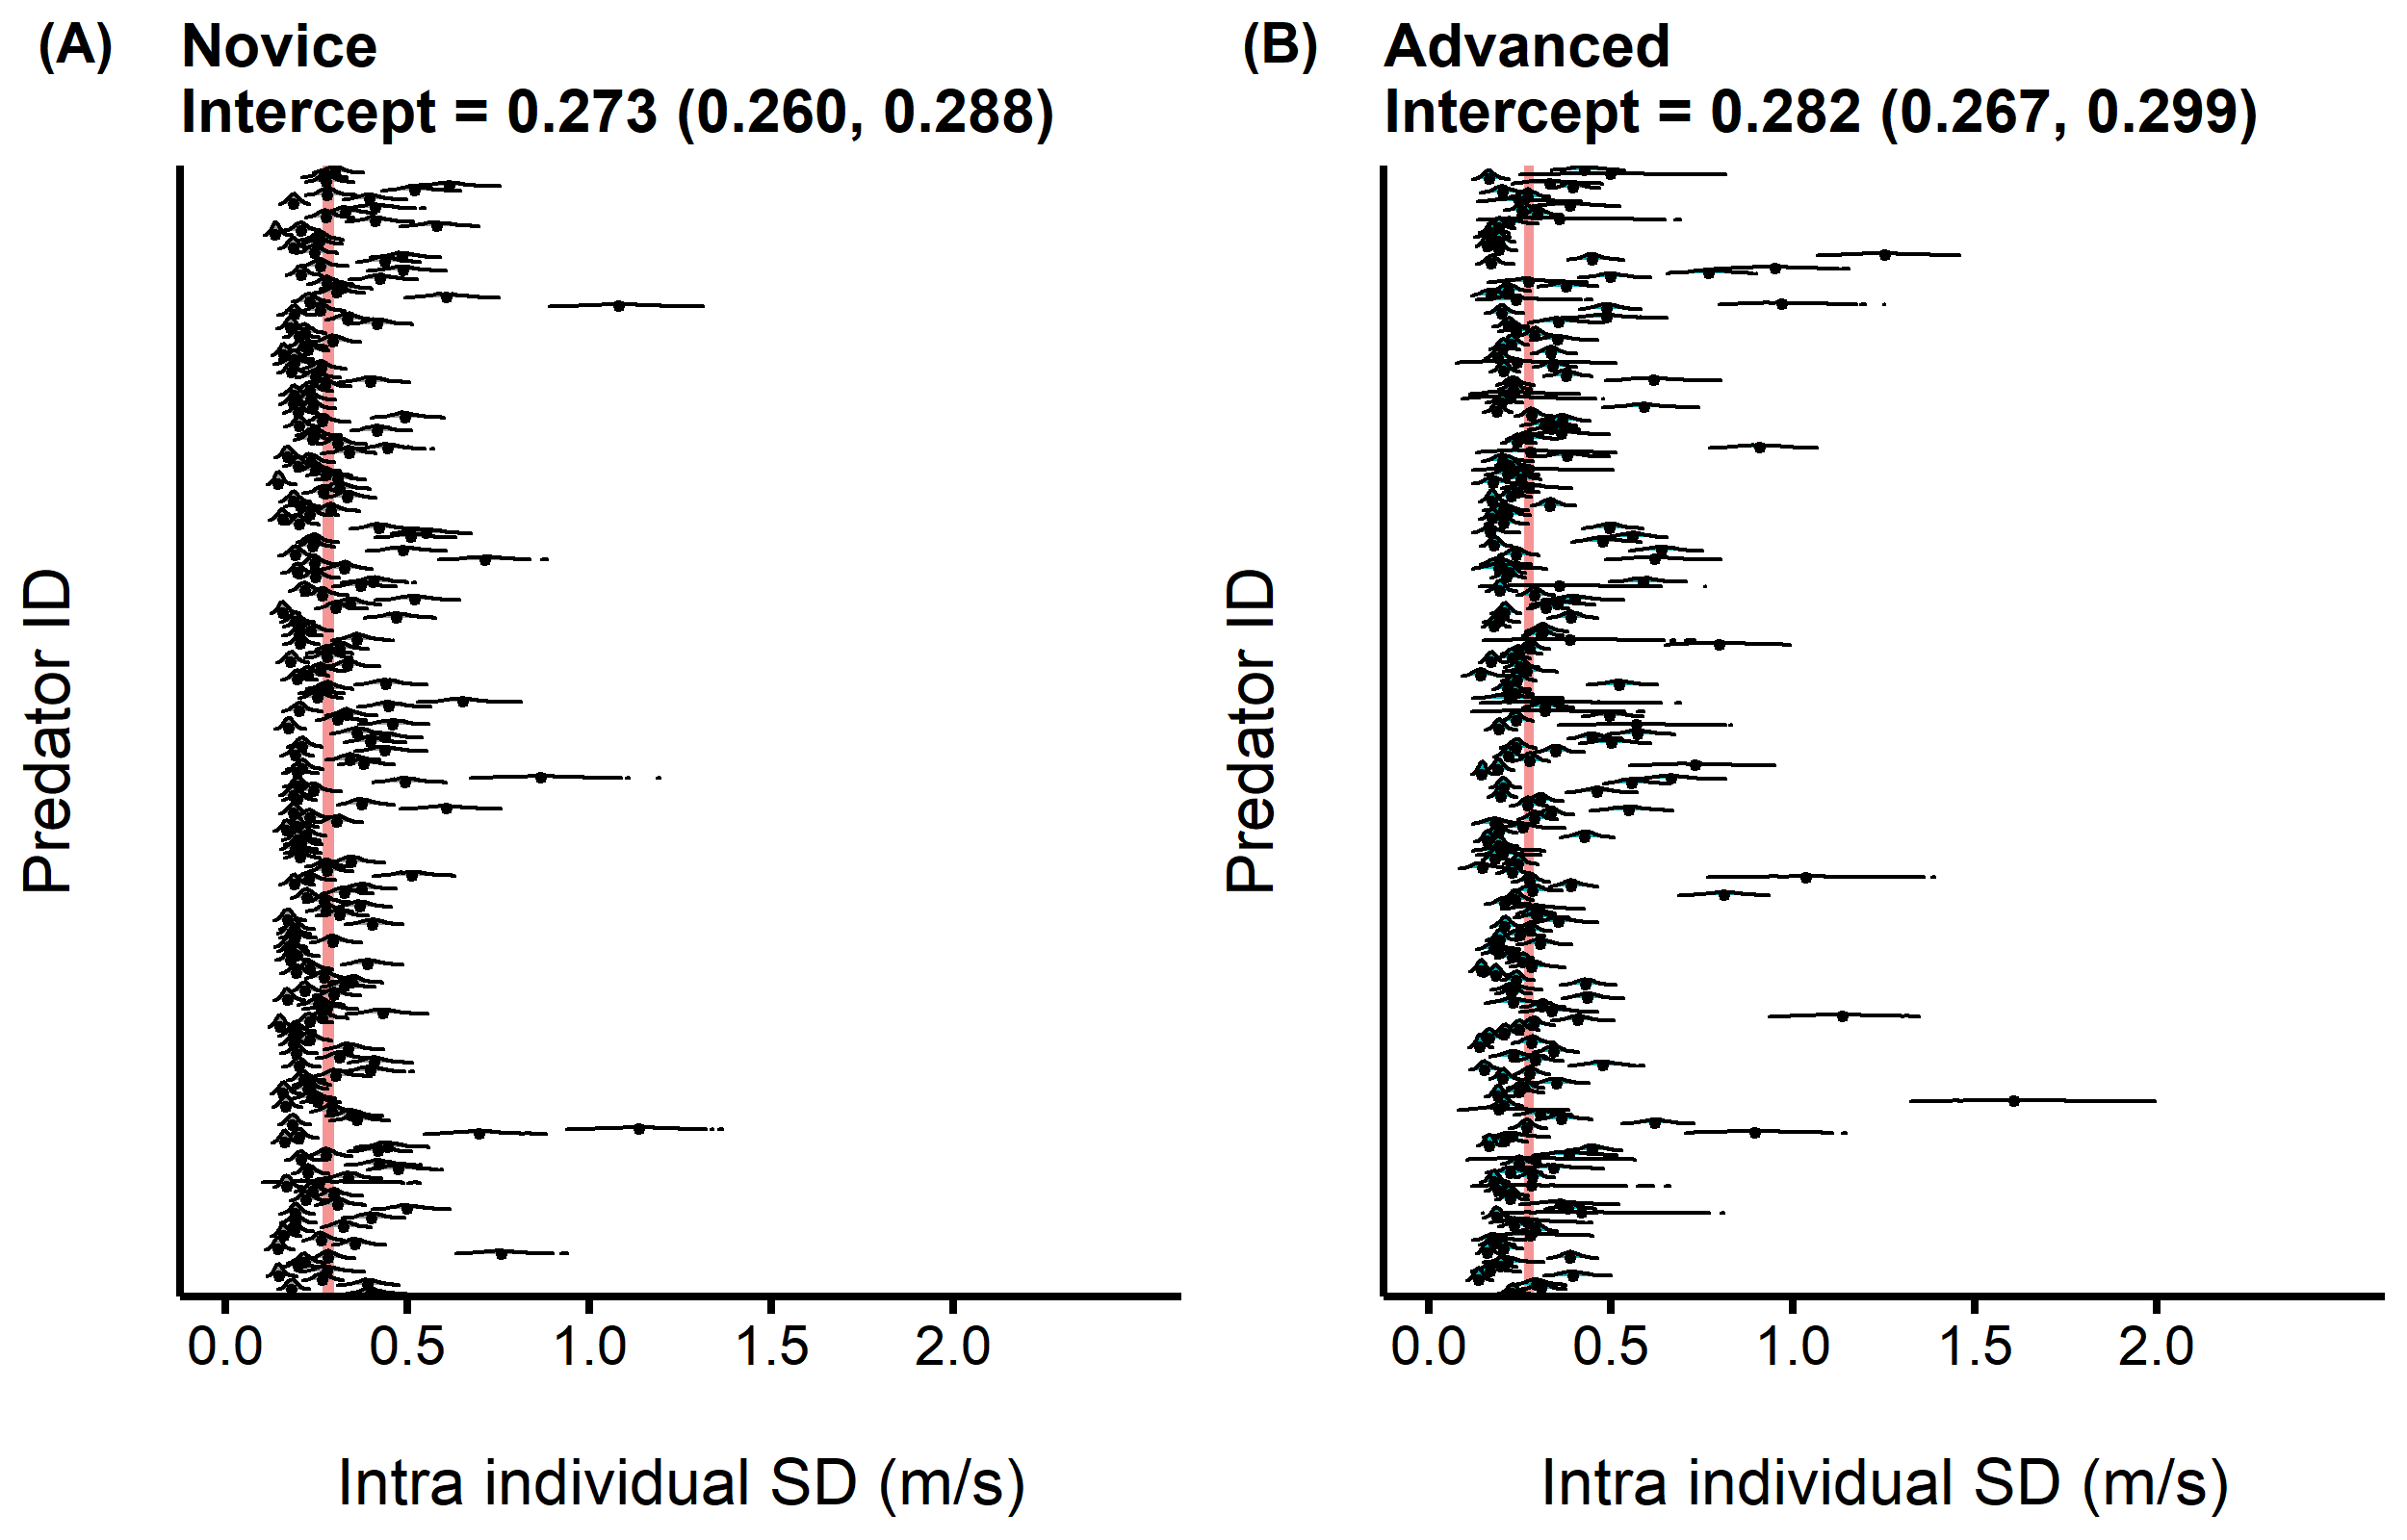 (A) Novice
Intercept = 0.273 (0.260, 0.288)
Predator ID
0.0 0.5 1.0 1.5 2.0
Intra individual SD (m/s)
(B) Advanced
Intercept = 0.282 (0.267, 0.299)
Predator ID
0.0 0.5 1.0 1.5 2.0
Intra individual SD (m/s)